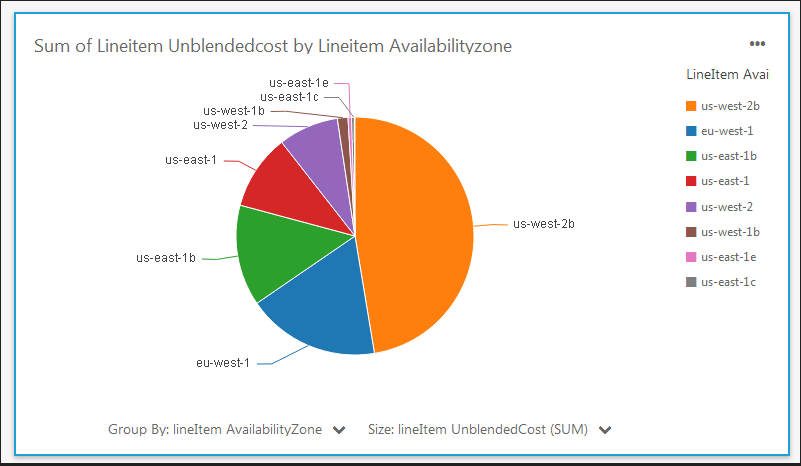 Sum of Lineitem Unblendedcost by Lineitem Availabilityzone
•••
LineItem Avai
us-west-2b
eu-west-1
us-east-1b
us-east-1
us-west-2
us-west-1b
us-east-1e
us-east-1c
us-east-1e
us-east-1c
us-west-1b
us-west-2
us-east-1
us-west-2b
us-east-1b
eu-west-1
Group By: lineItem AvailabilityZone
Size: lineItem UnblendedCost (SUM)